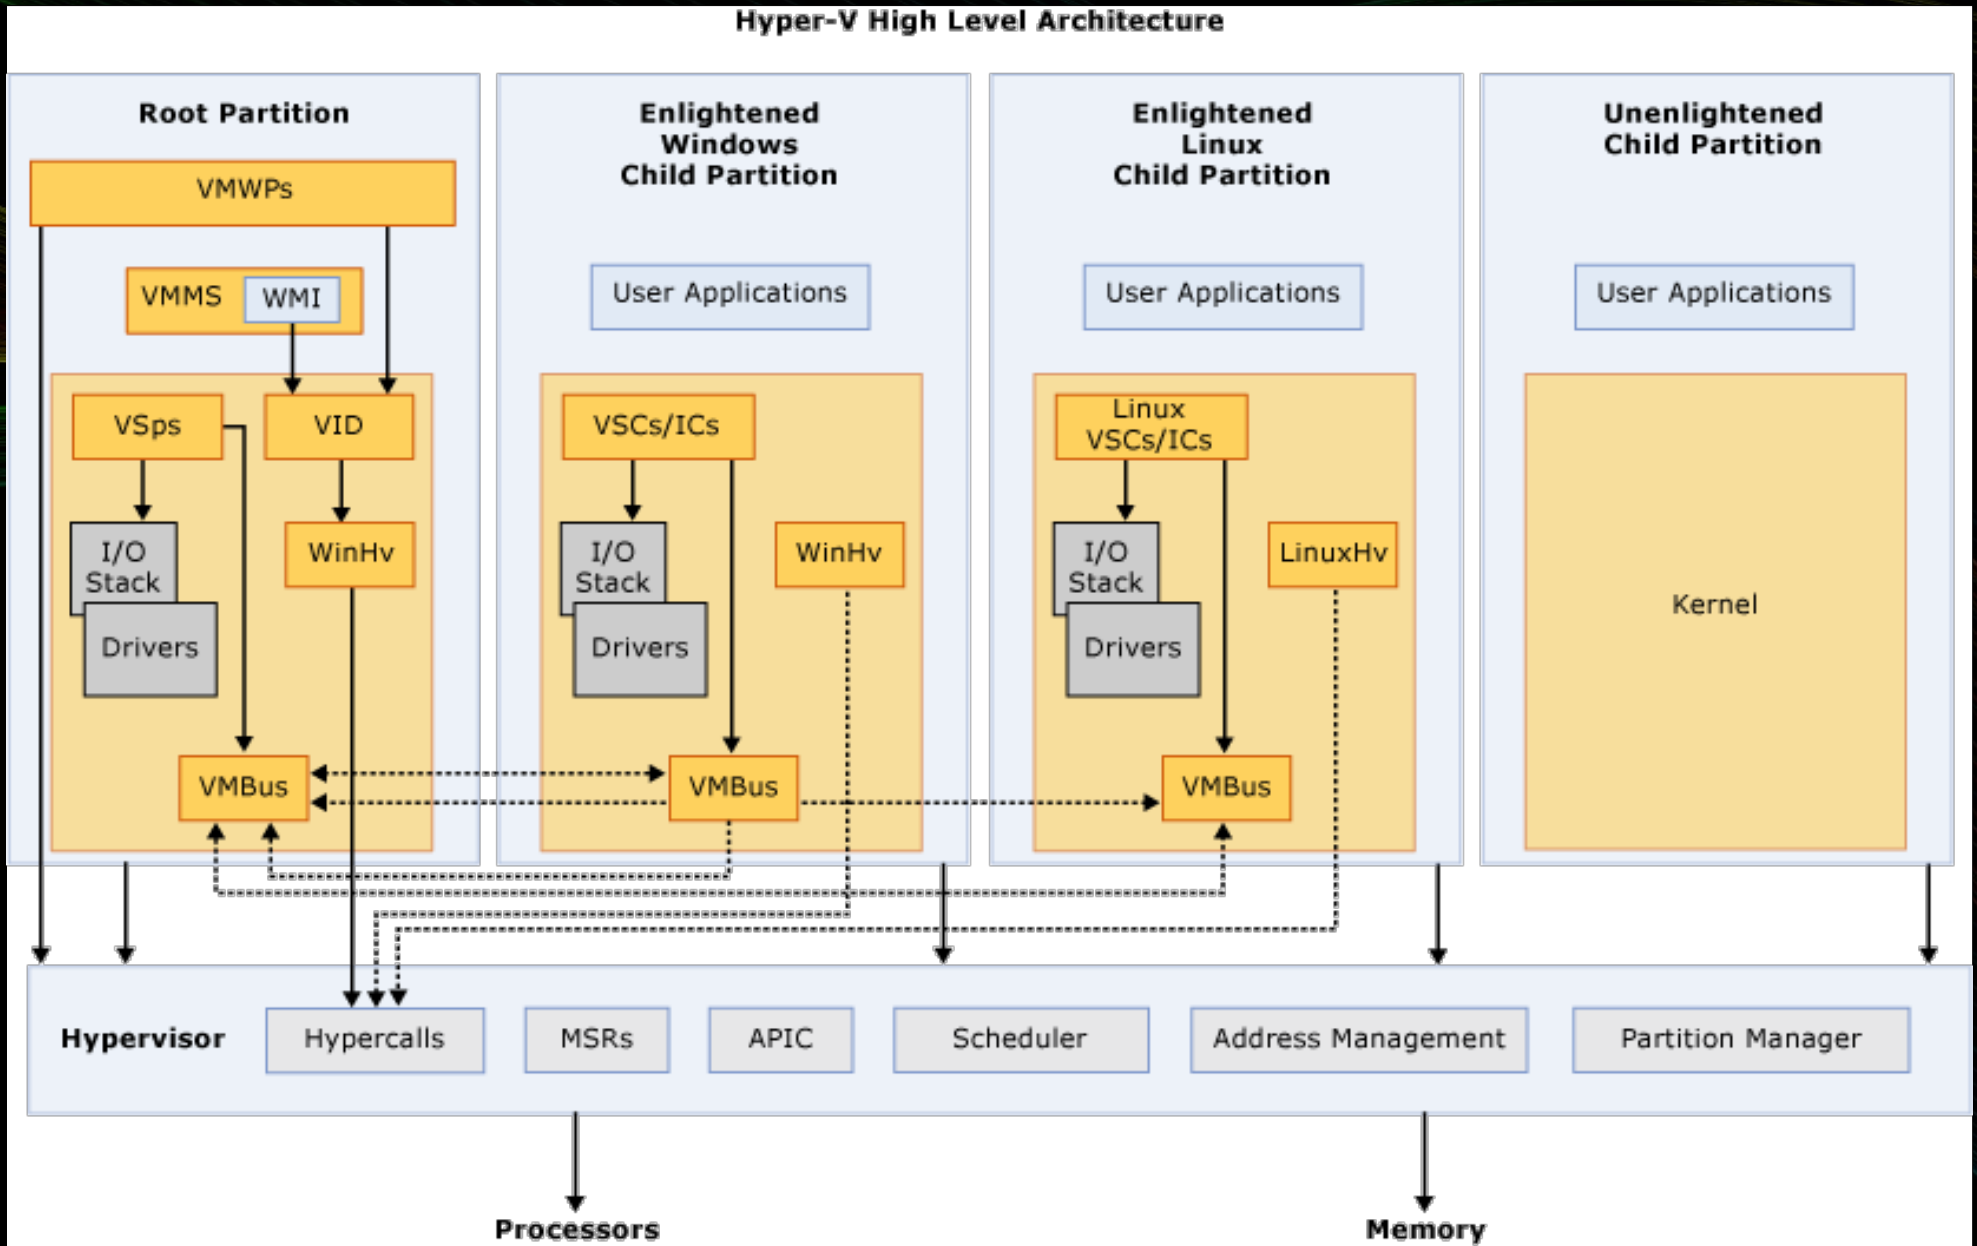 Hyper-V High Level Architecture
Root Partition
VMWPs
VMMS
WMI
VSps
VID
I/O
Stack
WinHv
Drivers
VMBus
Enlightened
Windows
Child Partition
User Applications
VSCs/ICs
I/O
Stack
WinHv
Drivers
VMBus
Enlightened
Linux
Child Partition
User Applications
Linux
VSCs/ICs
I/O
Stack
LinuxHv
Drivers
VMBus
Unenlightened
Child Partition
User Applications
Kernel
Hypervisor
Hypercalls
MSRs
APIC
Scheduler
Address Management
Partition Manager
Processors
Memory